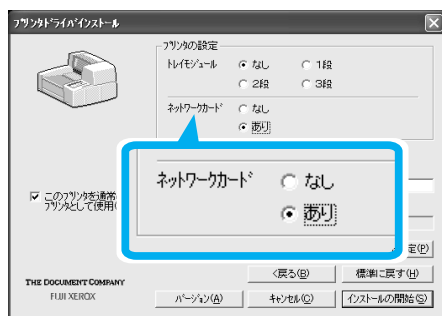 プリンタドライバインストール
プリンタの設定
トレイモジュール なし 1段
2段 3段
ネットワークカード なし
あり
ネットワークカード なし
あり
このプリンタを通常
プリンタとして使用
定(P)
<戻る(B) 標準に戻す(H)
THE DOCUMENT COMPANY
FUJI XEROX
バージョン(A) キャンセル(C) インストールの開始(S)